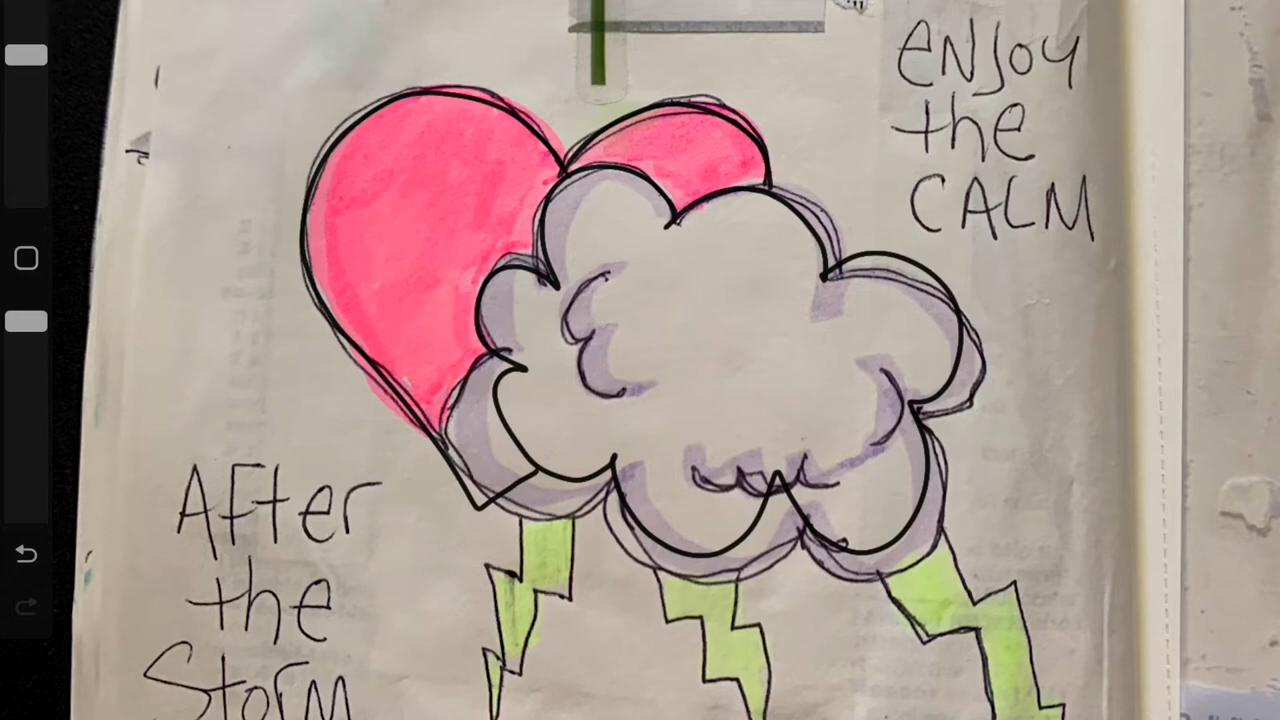 enjoy
the
CALM
After
the
Storm